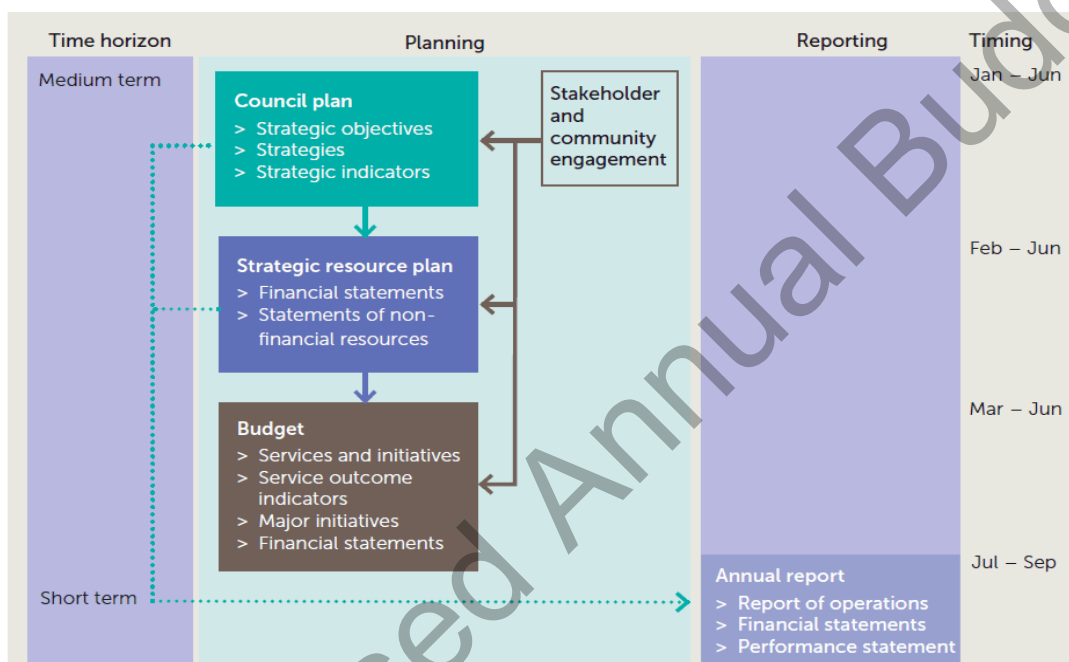 Time horizon
Planning
Reporting
Timing
Medium term
Jan – Jun
Council plan
> Strategic objectives
> Strategies
> Strategic indicators
Stakeholder
and
community
engagement
Feb – Jun
Strategic resource plan
> Financial statements
> Statements of non-
financial resources
Mar – Jun
Budget
> Services and initiatives
> Service outcome
indicators
> Major initiatives
> Financial statements
Jul – Sep
Short term
Annual report
> Report of operations
> Financial statements
> Performance statement
Annual